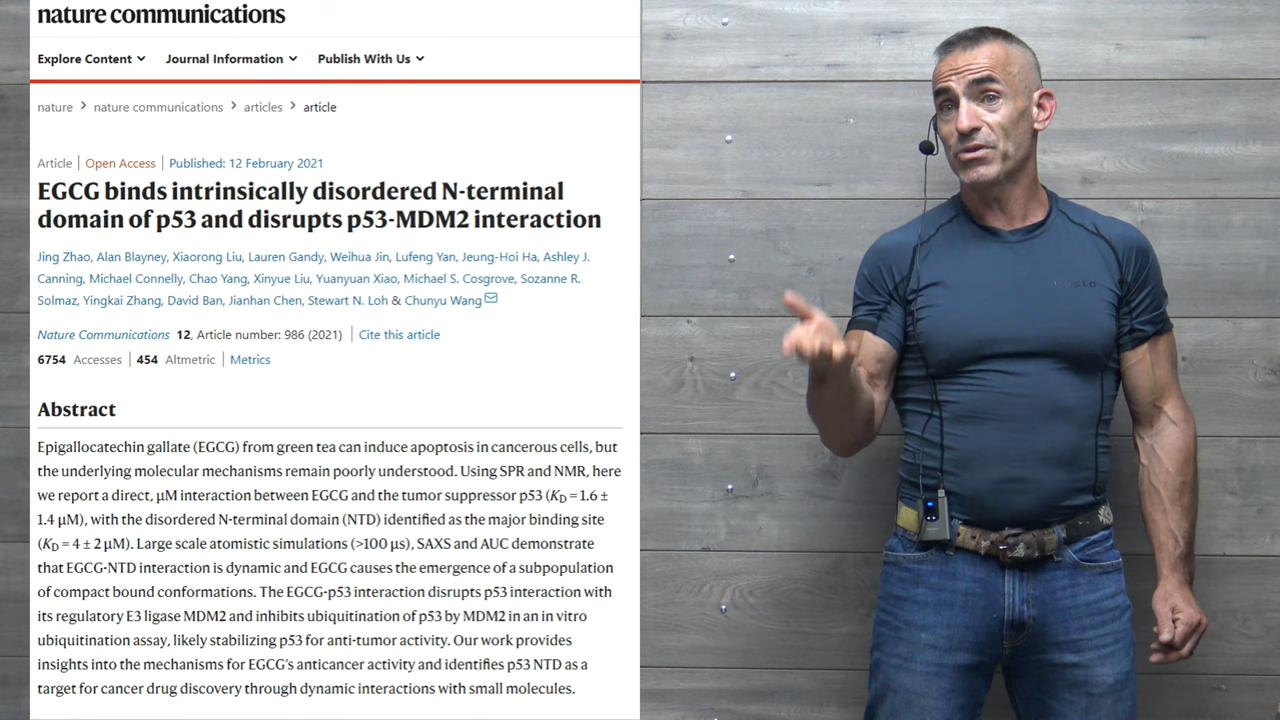 nature communications
Explore Content Journal Information Publish With Us
nature > nature communications > articles > article
Article | Open Access | Published: 12 February 2021
EGCG binds intrinsically disordered N-terminal
domain of p53 and disrupts p53-MDM2 interaction
Jing Zhao, Alan Blayney, Xiaorong Liu, Lauren Gandy, Weihua Jin, Lufeng Yan, Jeung-Hoi Ha, Ashley J.
Canning, Michael Connelly, Chao Yang, Xinyue Liu, Yuanyuan Xiao, Michael S. Cosgrove, Sozanne R.
Solmaz, Yingkai Zhang, David Ban, Jianhan Chen, Stewart N. Loh & Chunyu Wang
Nature Communications 12, Article number: 986 (2021) | Cite this article
6754 Accesses | 454 Altmetric | Metrics
Abstract
Epigallocatechin gallate (EGCG) from green tea can induce apoptosis in cancerous cells, but
the underlying molecular mechanisms remain poorly understood. Using SPR and NMR, here
we report a direct, μM interaction between EGCG and the tumor suppressor p53 (KD = 1.6 ±
1.4 μM), with the disordered N-terminal domain (NTD) identified as the major binding site
(KD = 4 ± 2 μM). Large scale atomistic simulations (>100 μs), SAXS and AUC demonstrate
that EGCG-NTD interaction is dynamic and EGCG causes the emergence of a subpopulation
of compact bound conformations. The EGCG-p53 interaction disrupts p53 interaction with
its regulatory E3 ligase MDM2 and inhibits ubiquitination of p53 by MDM2 in an in vitro
ubiquitination assay, likely stabilizing p53 for anti-tumor activity. Our work provides
insights into the mechanisms for EGCG's anticancer activity and identifies p53 NTD as a
target for cancer drug discovery through dynamic interactions with small molecules.